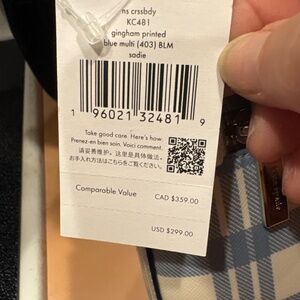 ns crssbdy
KC481
gingham printed
blue multi (403) BLM
sadie
1 96021 32481 9
Take good care. Here's how.
Prenez-en bien soin. Voici comment.
请妥善维护。这里是具体做法。
お手入れ方法はこちらをご覧ください。
Comparable Value
CAD $359.00
USD $299.00